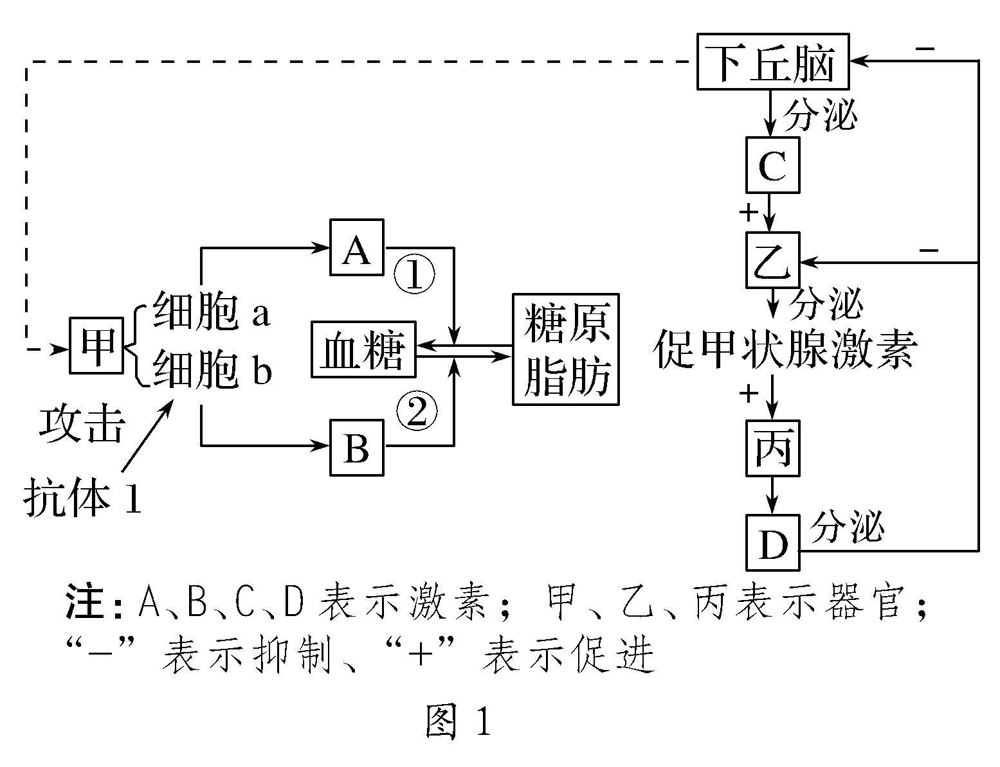 下丘脑
−
分泌
C
+
乙
−
分泌
促甲状腺激素
+
丙
D
分泌
A
①
细胞 a
甲
细胞 b
血糖
糖原
脂肪
②
B
攻击
抗体 1
注：A、B、C、D 表示激素；甲、乙、丙表示器官；
“−”表示抑制、“+”表示促进
图 1